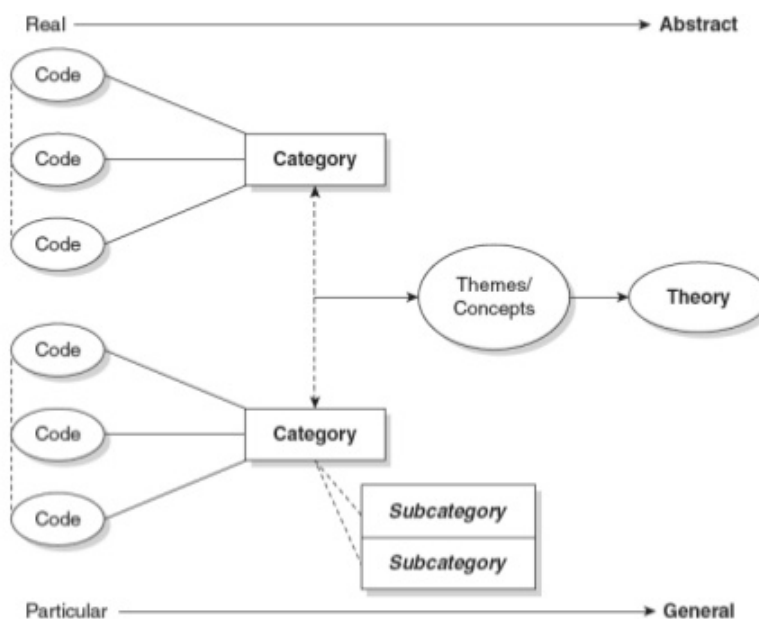 Real
Abstract
Code
Code
Category
Code
Themes/
Concepts
Theory
Code
Code
Category
Code
Subcategory
Subcategory
Particular
General